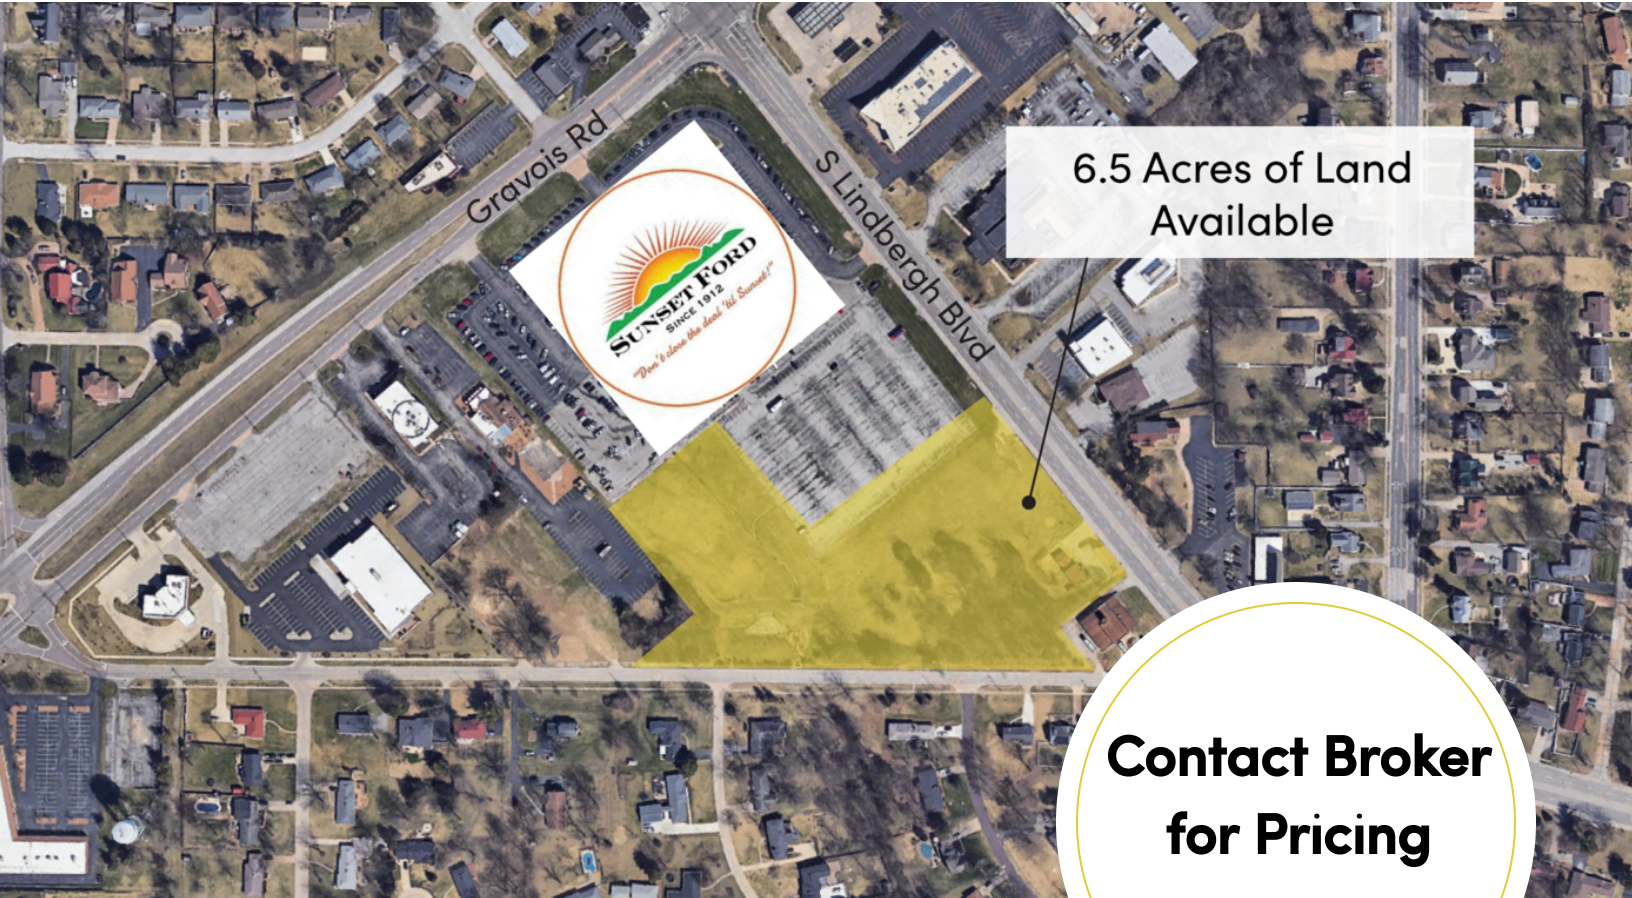 Gravois Rd
S Lindbergh Blvd
6.5 Acres of Land
Available
SUNSET FORD
SINCE 1912
"Don't close the deal 'til Sunset!"
Contact Broker
for Pricing